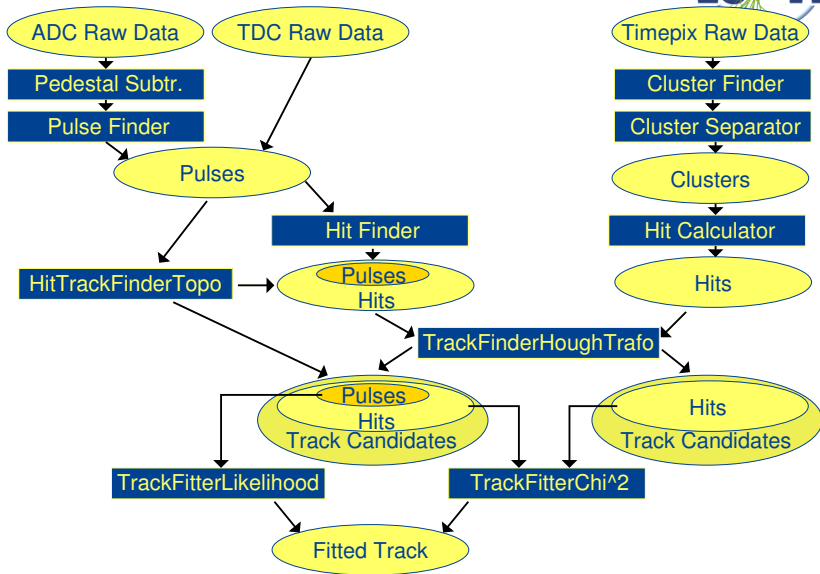 ADC Raw Data
TDC Raw Data
Timepix Raw Data
Pedestal Subtr.
Cluster Finder
Pulse Finder
Cluster Separator
Pulses
Clusters
Hit Finder
Hit Calculator
HitTrackFinderTopo
Pulses
Hits
Hits
TrackFinderHoughTrafo
Pulses
Hits
Track Candidates
Hits
Track Candidates
TrackFitterLikelihood
TrackFitterChi^2
Fitted Track